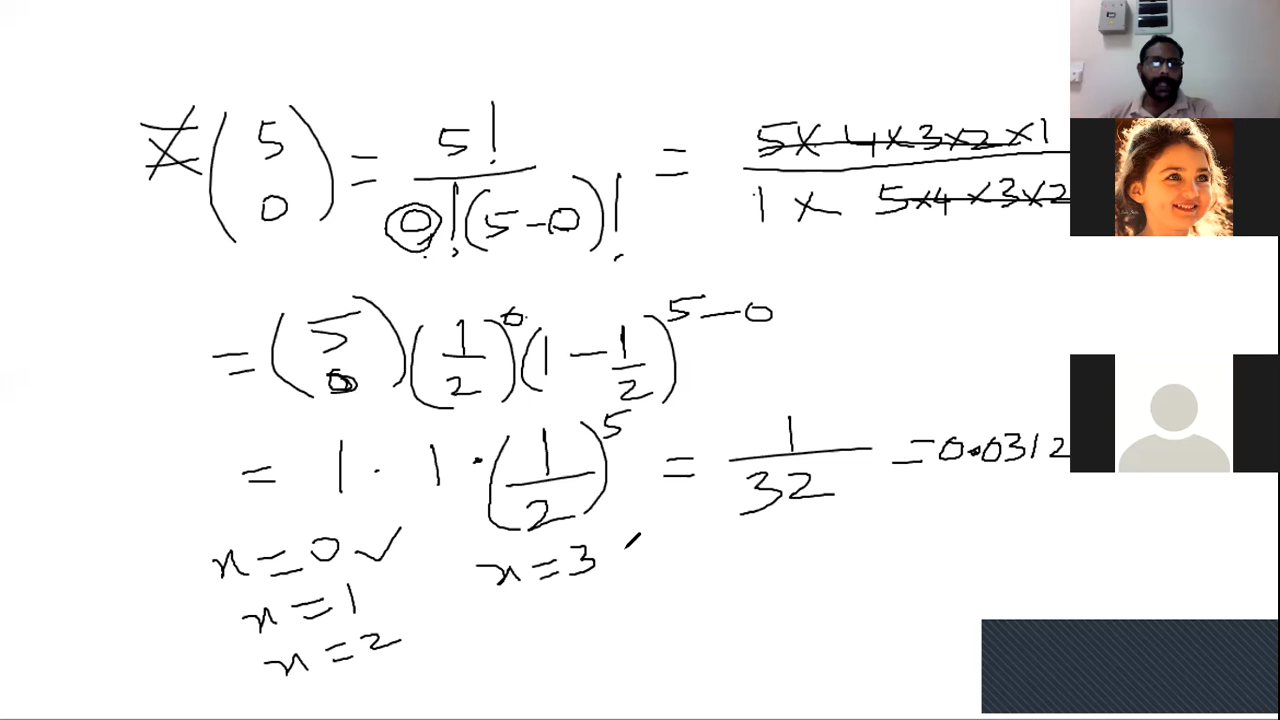 (5 0) = 5! / 0!(5-0)! = 5×4×3×2×1 / 1 × 5×4×3×2
= (5 0) (1/2)^0 (1 - 1/2)^5-0
= 1 · 1 · (1/2)^5 = 1/32 = 0.0312
x = 0 ✓ x = 3
x = 1
x = 2